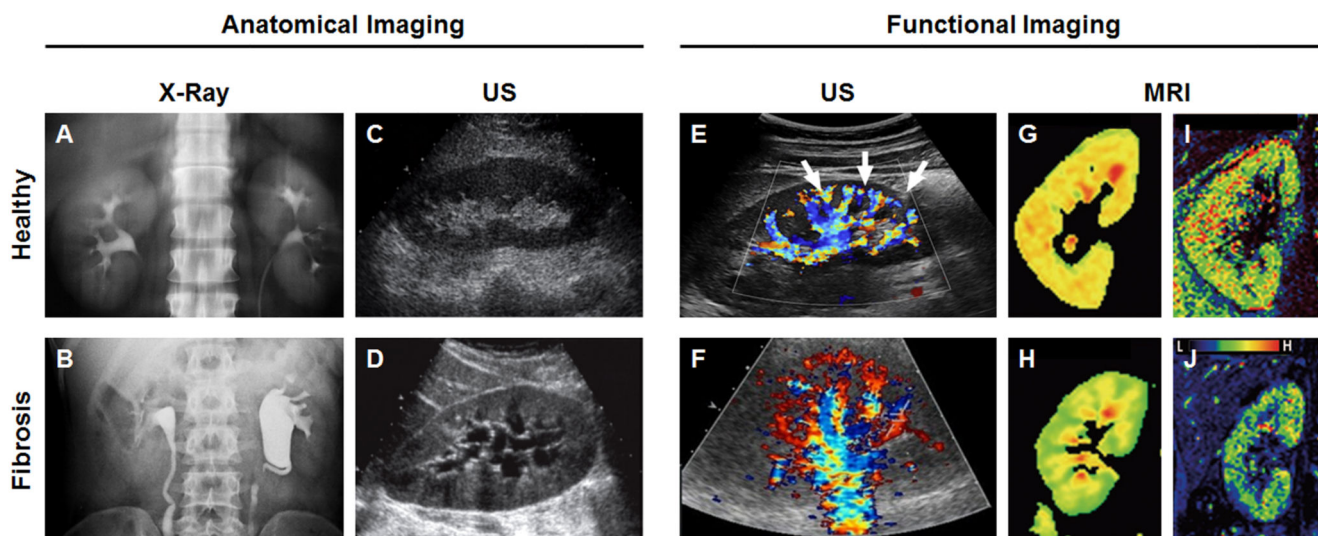 Anatomical Imaging Functional Imaging
X-Ray US US MRI
Healthy
A C E G I
Fibrosis
B D F H L H J